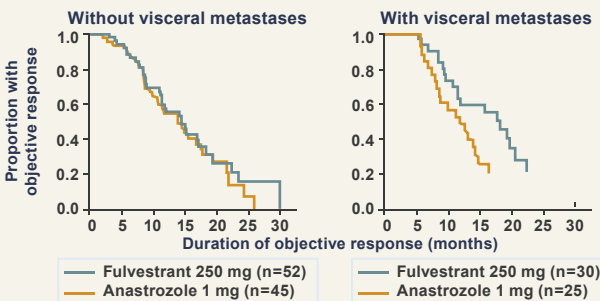 Without visceral metastases
With visceral metastases
Proportion with
objective response
1.0
0.8
0.6
0.4
0.2
0.0
0 5 10 15 20 25 30
1.0
0.8
0.6
0.4
0.2
0.0
0 5 10 15 20 25 30
Duration of objective response (months)
Fulvestrant 250 mg (n=52)
Anastrozole 1 mg (n=45)
Fulvestrant 250 mg (n=30)
Anastrozole 1 mg (n=25)